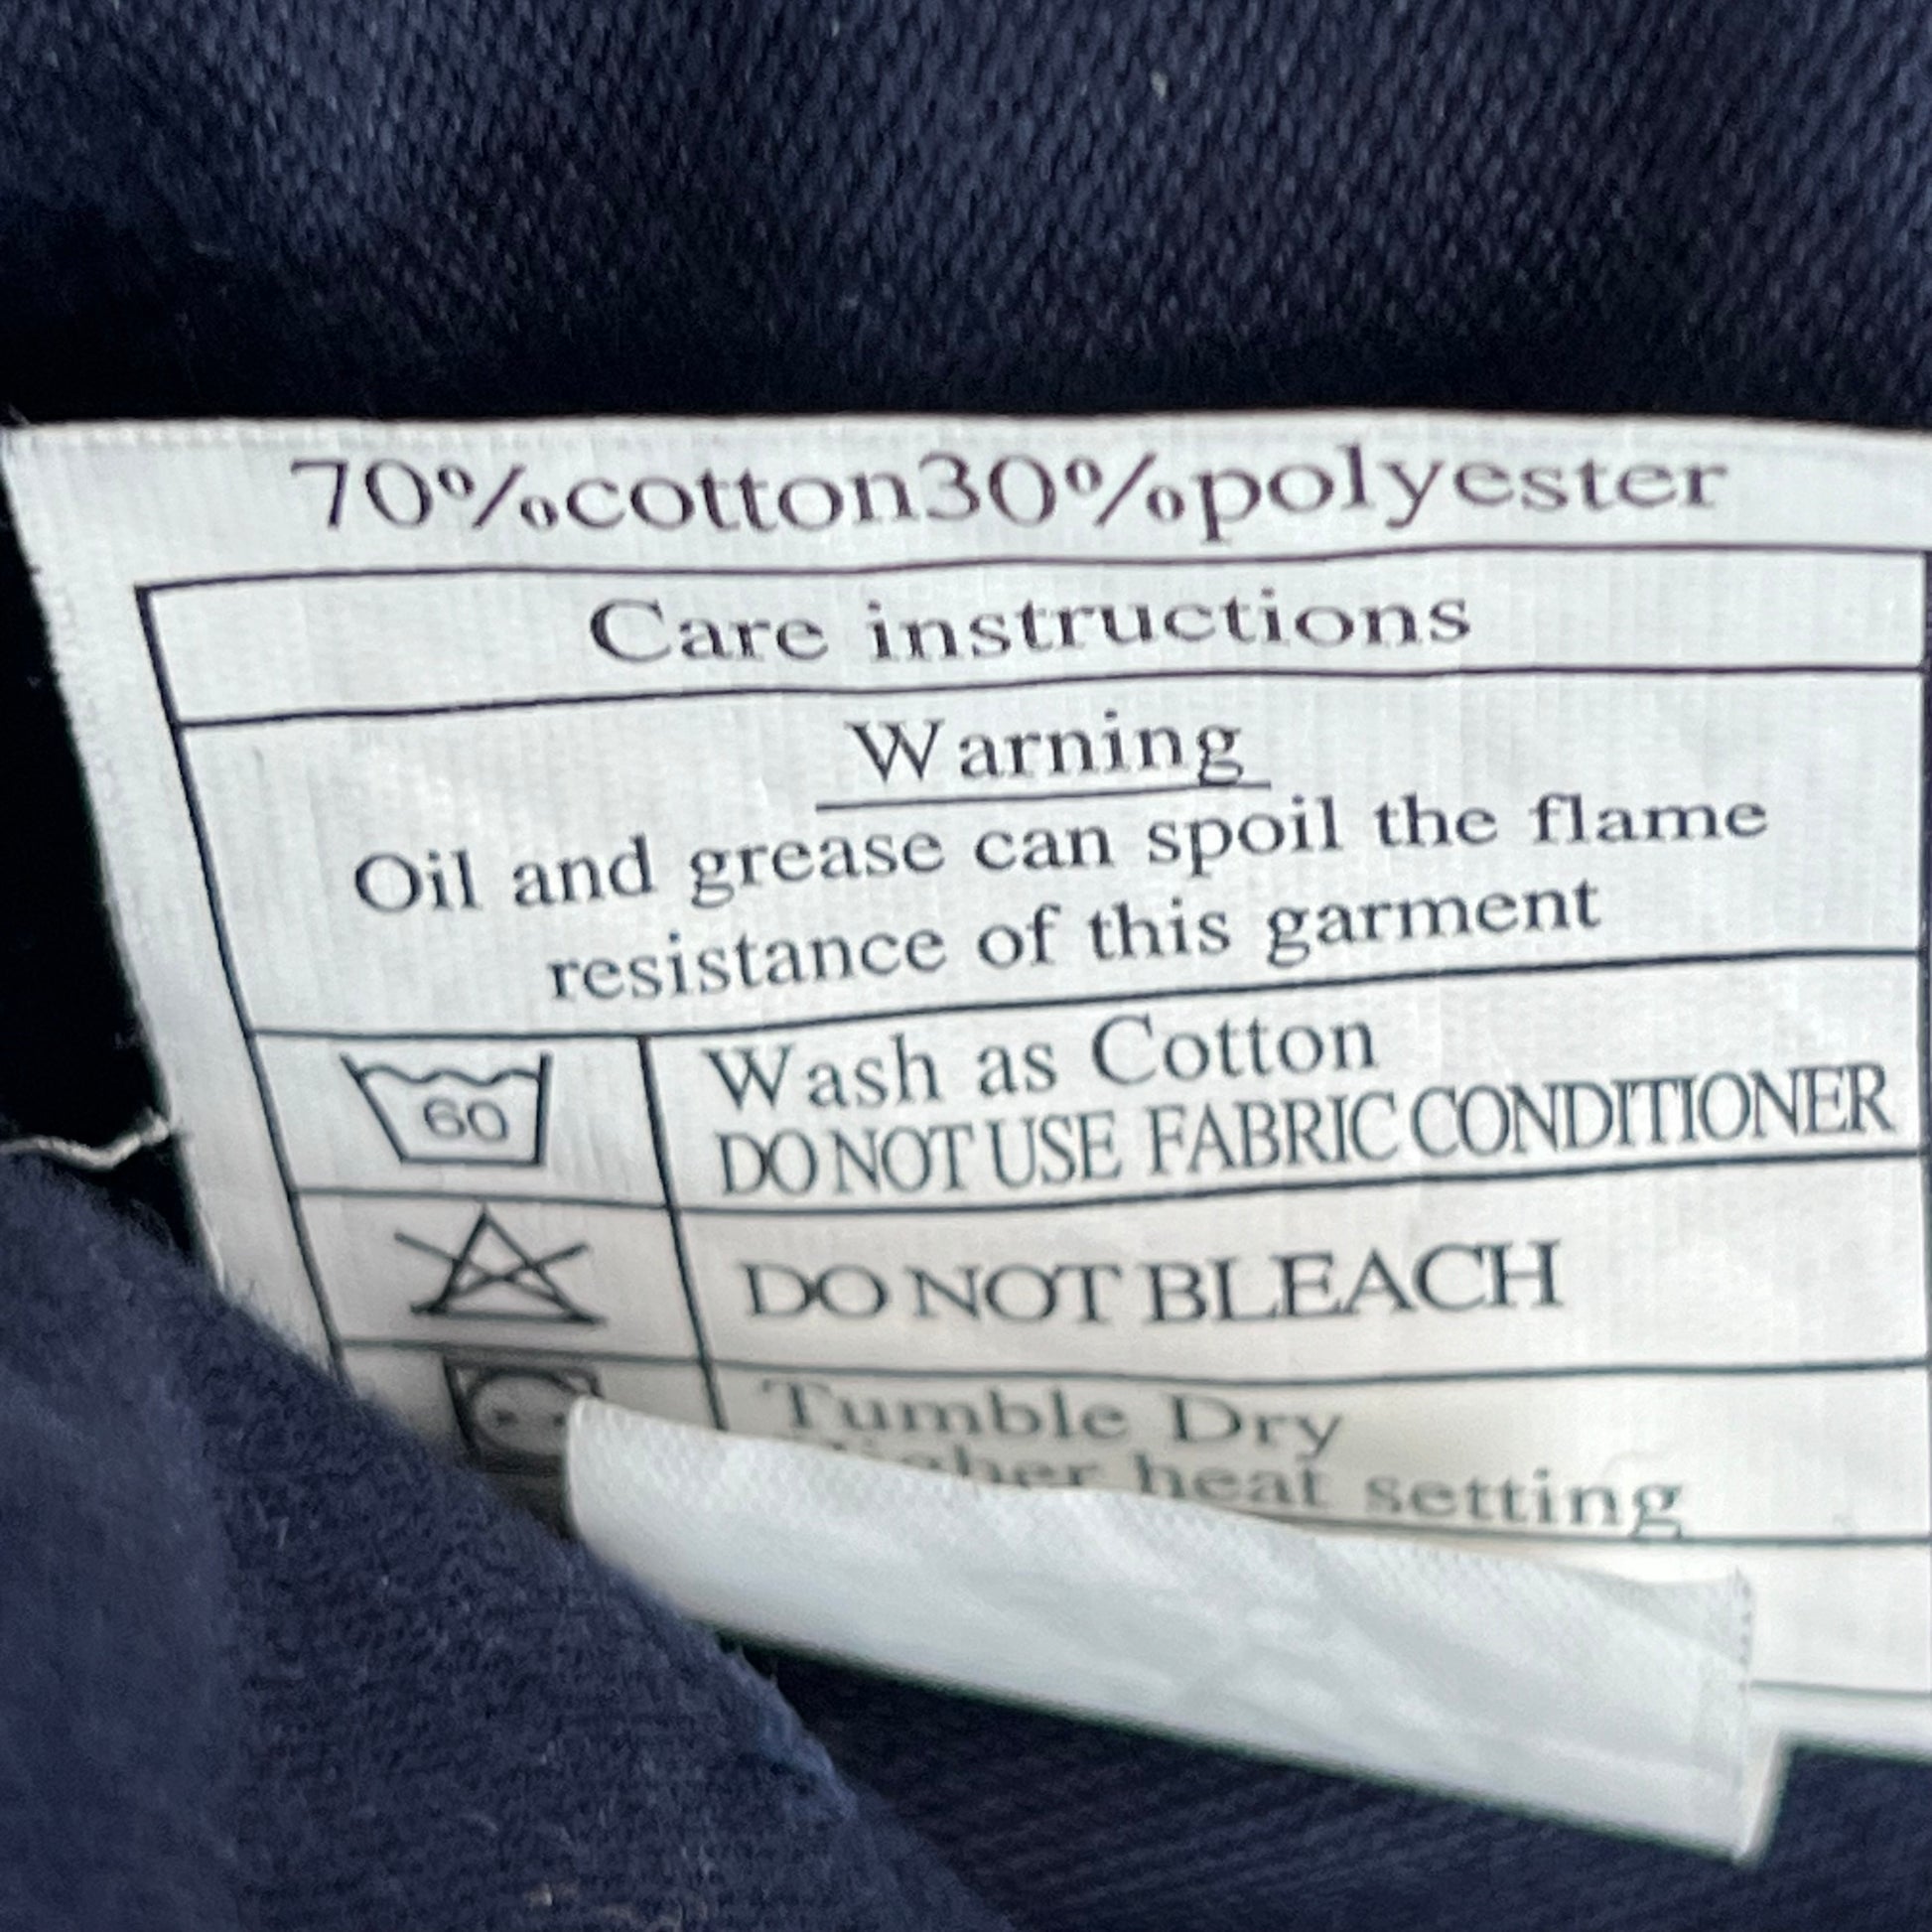 70%cotton30%polyester
Care instructions
Warning
Oil and grease can spoil the flame
resistance of this garment
60
Wash as Cotton
DO NOT USE FABRIC CONDITIONER
DO NOT BLEACH
Tumble Dry
heat setting